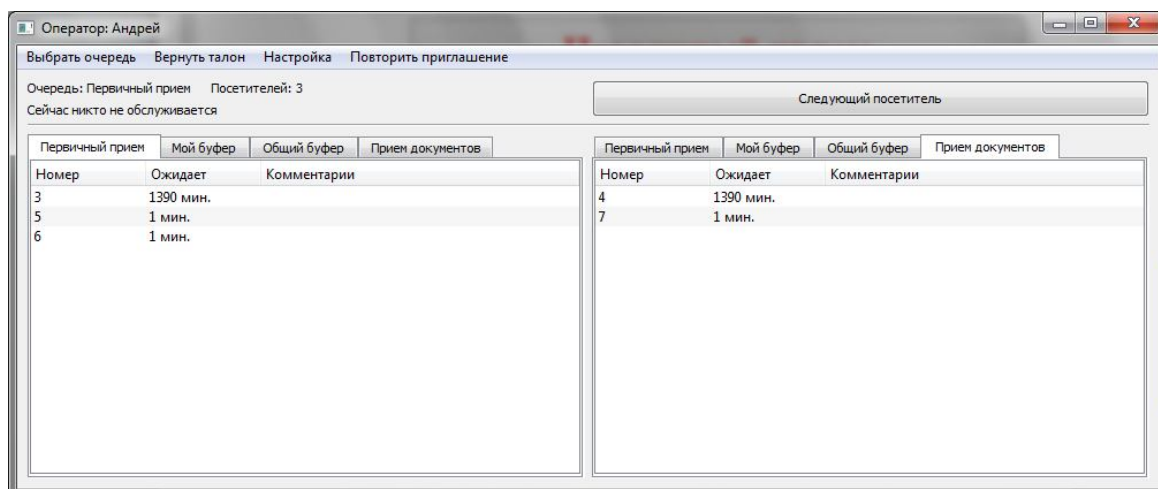 Оператор: Андрей
Выбрать очередь Вернуть талон Настройка Повторить приглашение
Очередь: Первичный прием Посетителей: 3
Сейчас никто не обслуживается
Следующий посетитель
Первичный прием Мой буфер Общий буфер Прием документов
Номер Ожидает Комментарии
3 1390 мин.
5 1 мин.
6 1 мин.
Первичный прием Мой буфер Общий буфер Прием документов
Номер Ожидает Комментарии
4 1390 мин.
7 1 мин.